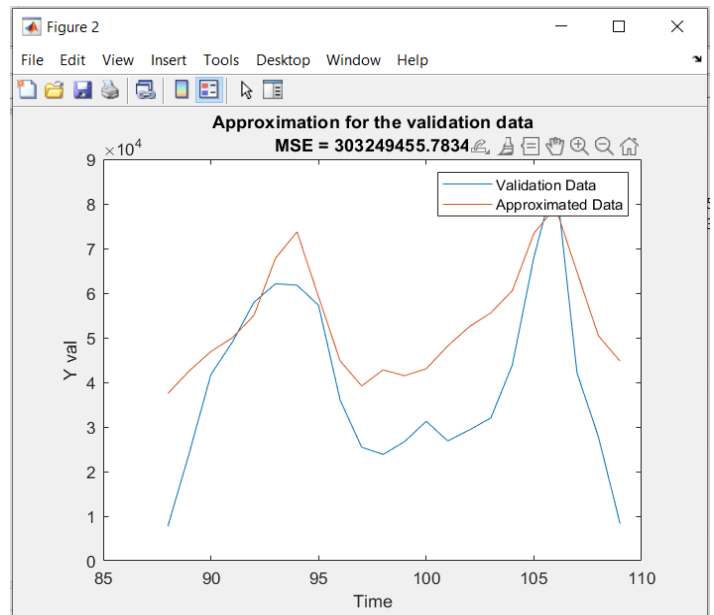 Figure 2
File Edit View Insert Tools Desktop Window Help
Approximation for the validation data
MSE = 303249455.7834
×10⁴
Validation Data
Approximated Data
9
8
7
6
5
4
3
2
1
0
Y val
85 90 95 100 105 110
Time